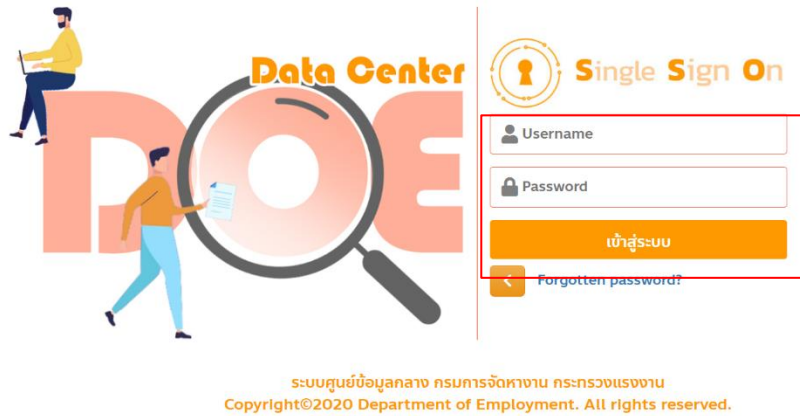 Data Center
DOE
Single Sign On
Username
Password
เข้าสู่ระบบ
Forgotten password?
ระบบศูนย์ข้อมูลกลาง กรมการจัดหางาน กระทรวงแรงงาน
Copyright©2020 Department of Employment. All rights reserved.